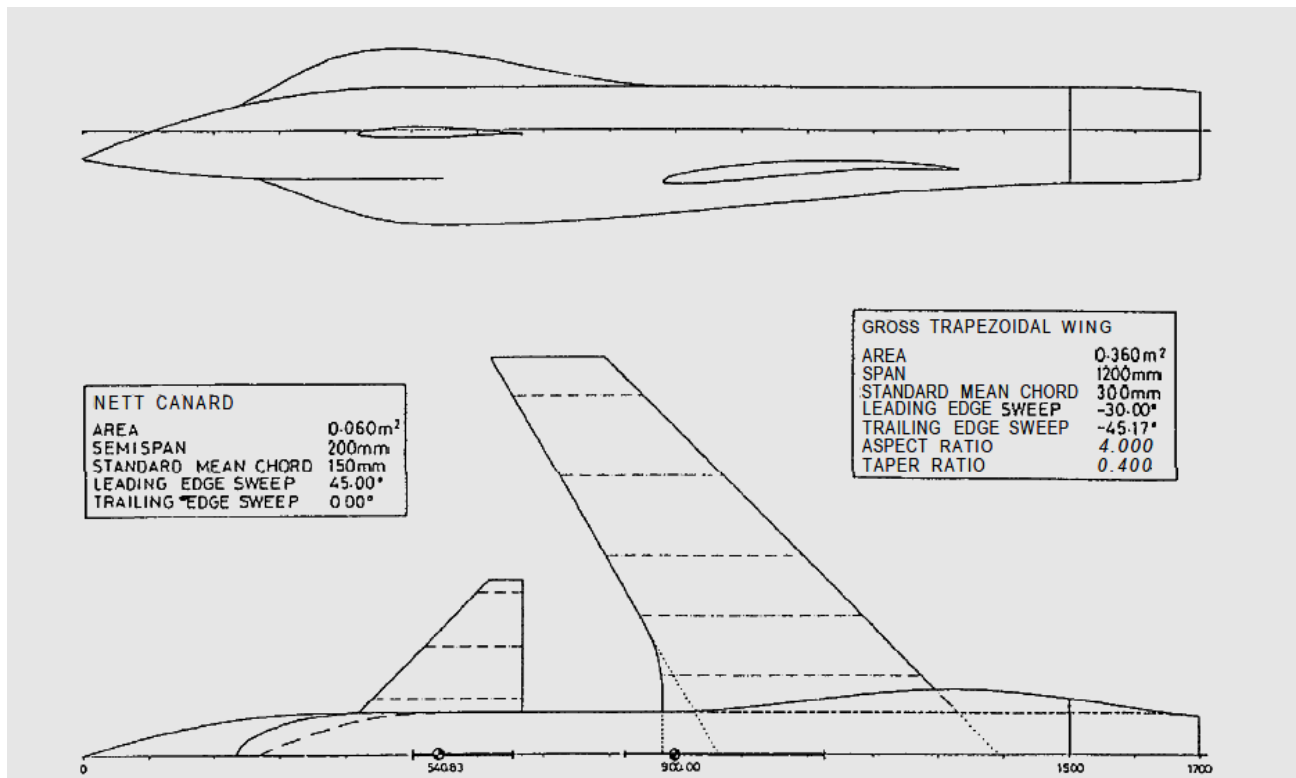 GROSS TRAPEZOIDAL WING
AREA 0·360m²
SPAN 1200mm
STANDARD MEAN CHORD 300mm
LEADING EDGE SWEEP -30·00°
TRAILING EDGE SWEEP -45·17°
ASPECT RATIO 4.000
TAPER RATIO 0.400
NETT CANARD
AREA 0·060m²
SEMISPAN 200mm
STANDARD MEAN CHORD 150mm
LEADING EDGE SWEEP 45·00°
TRAILING EDGE SWEEP 0·00°
0 540·83 900·00 1500 1700